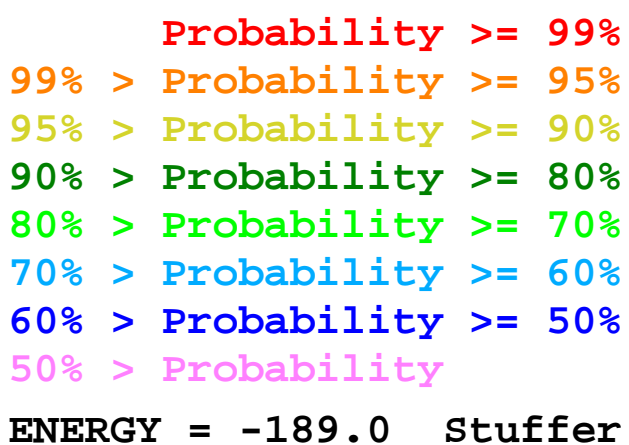 Probability >= 99%
99% > Probability >= 95%
95% > Probability >= 90%
90% > Probability >= 80%
80% > Probability >= 70%
70% > Probability >= 60%
60% > Probability >= 50%
50% > Probability
ENERGY = -189.0  Stuffer